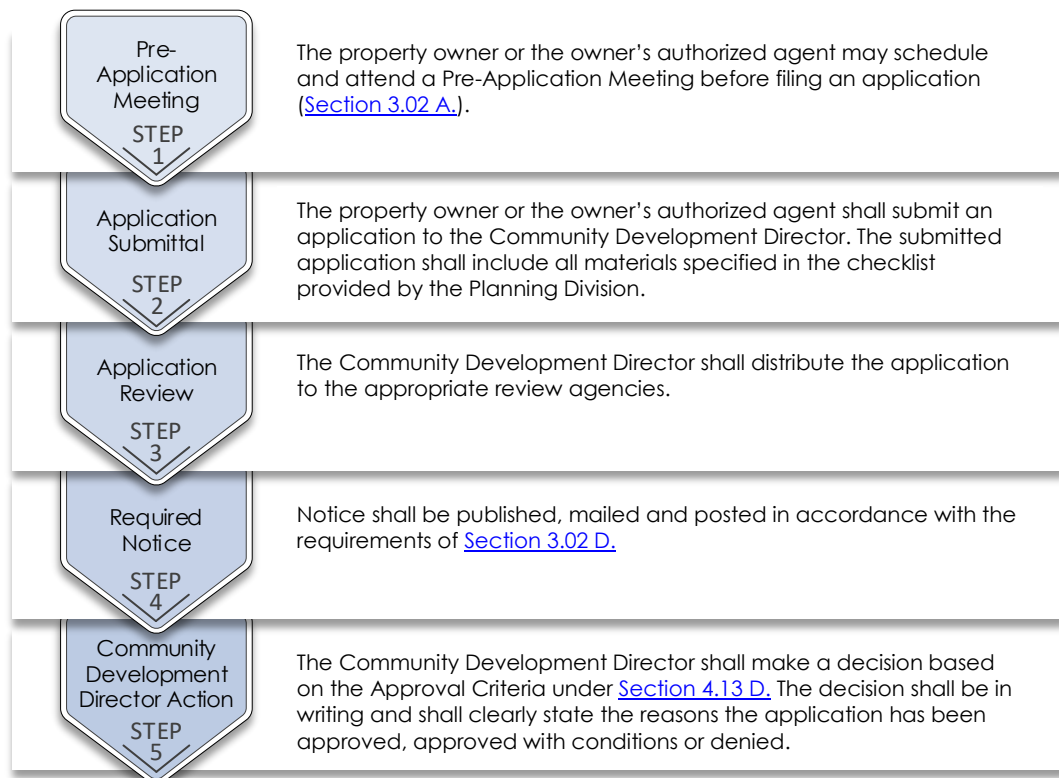 Pre-
Application
Meeting
STEP
1
The property owner or the owner’s authorized agent may schedule
and attend a Pre-Application Meeting before filing an application
(Section 3.02 A.).
Application
Submittal
STEP
2
The property owner or the owner’s authorized agent shall submit an
application to the Community Development Director. The submitted
application shall include all materials specified in the checklist
provided by the Planning Division.
Application
Review
STEP
3
The Community Development Director shall distribute the application
to the appropriate review agencies.
Required
Notice
STEP
4
Notice shall be published, mailed and posted in accordance with the
requirements of Section 3.02 D.
Community
Development
Director Action
STEP
5
The Community Development Director shall make a decision based
on the Approval Criteria under Section 4.13 D. The decision shall be in
writing and shall clearly state the reasons the application has been
approved, approved with conditions or denied.